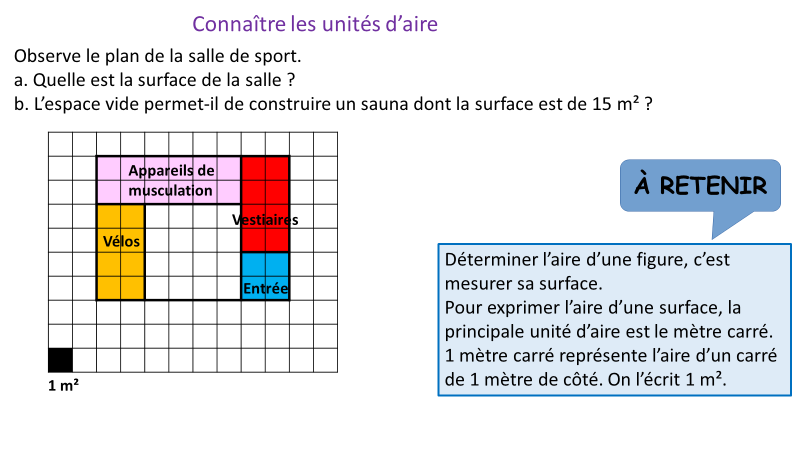 Connaître les unités d’aire
Observe le plan de la salle de sport.
a. Quelle est la surface de la salle ?
b. L’espace vide permet-il de construire un sauna dont la surface est de 15 m² ?
Appareils de
musculation
Vestiaires
Vélos
Entrée
1 m²
À RETENIR
Déterminer l’aire d’une figure, c’est
mesurer sa surface.
Pour exprimer l’aire d’une surface, la
principale unité d’aire est le mètre carré.
1 mètre carré représente l’aire d’un carré
de 1 mètre de côté. On l’écrit 1 m².